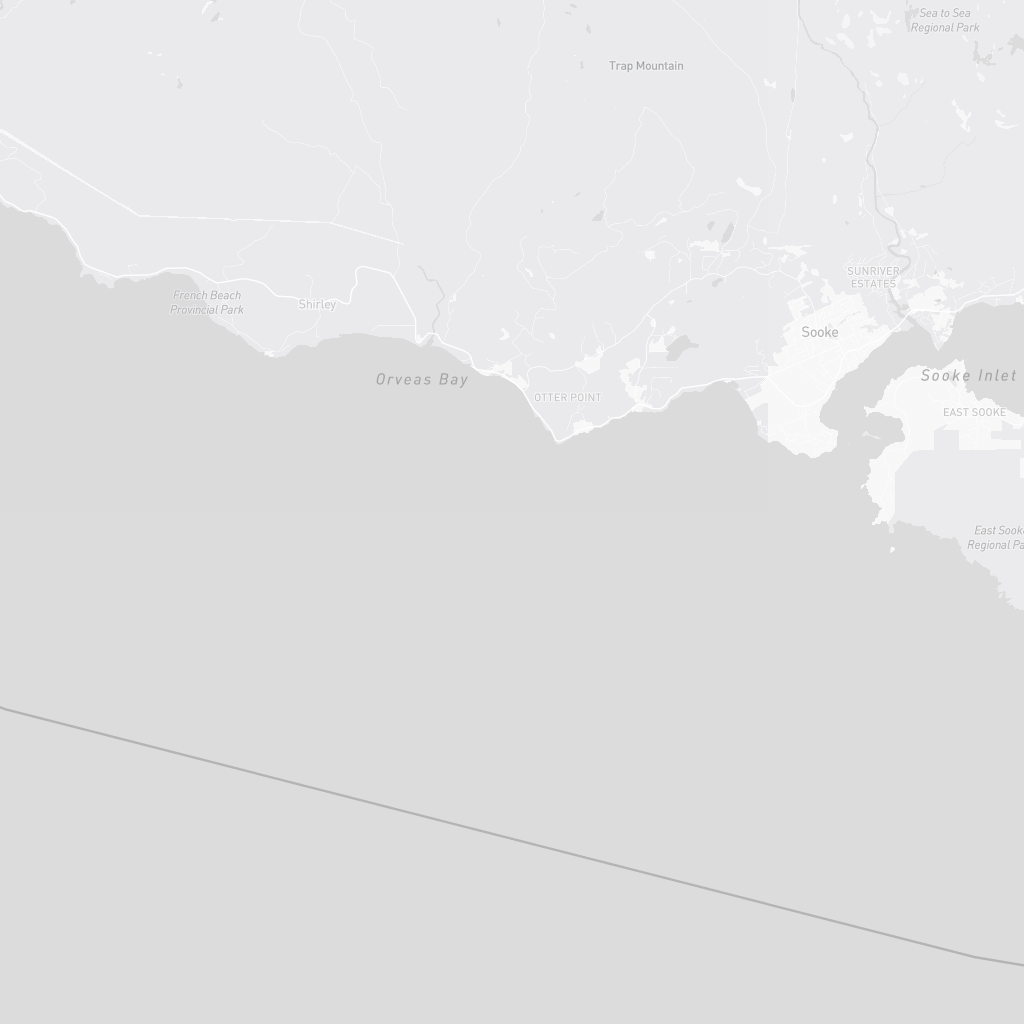 Sea to Sea
Regional Park
Trap Mountain
SUNRIVER
ESTATES
French Beach
Provincial Park
Shirley
Sooke
Orveas Bay
Sooke Inlet
OTTER POINT
EAST SOOKE
East Sooke
Regional Pa